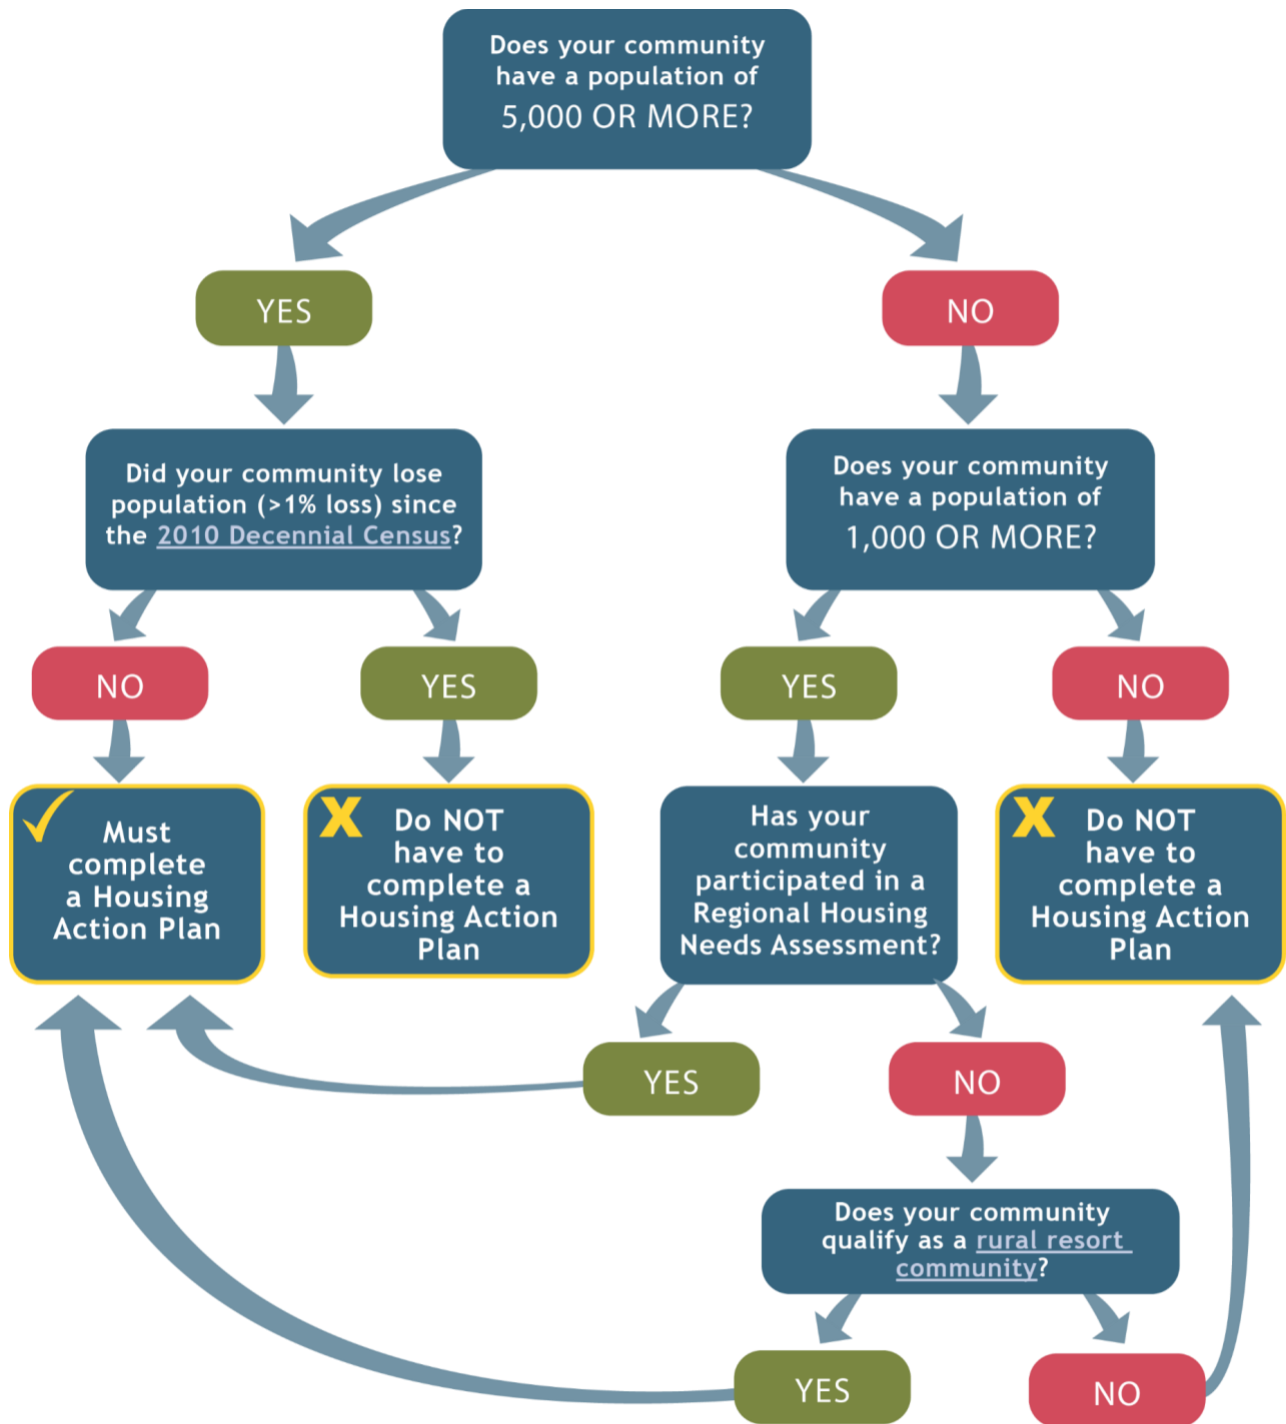 Does your community
have a population of
5,000 OR MORE?
YES
NO
Did your community lose
population (>1% loss) since
the 2010 Decennial Census?
Does your community
have a population of
1,000 OR MORE?
NO
YES
YES
NO
Must
complete
a Housing
Action Plan
X
Do NOT
have to
complete a
Housing Action
Plan
Has your
community
participated in a
Regional Housing
Needs Assessment?
X
Do NOT
have to
complete a
Housing Action
Plan
YES
NO
Does your community
qualify as a rural resort
community?
YES
NO